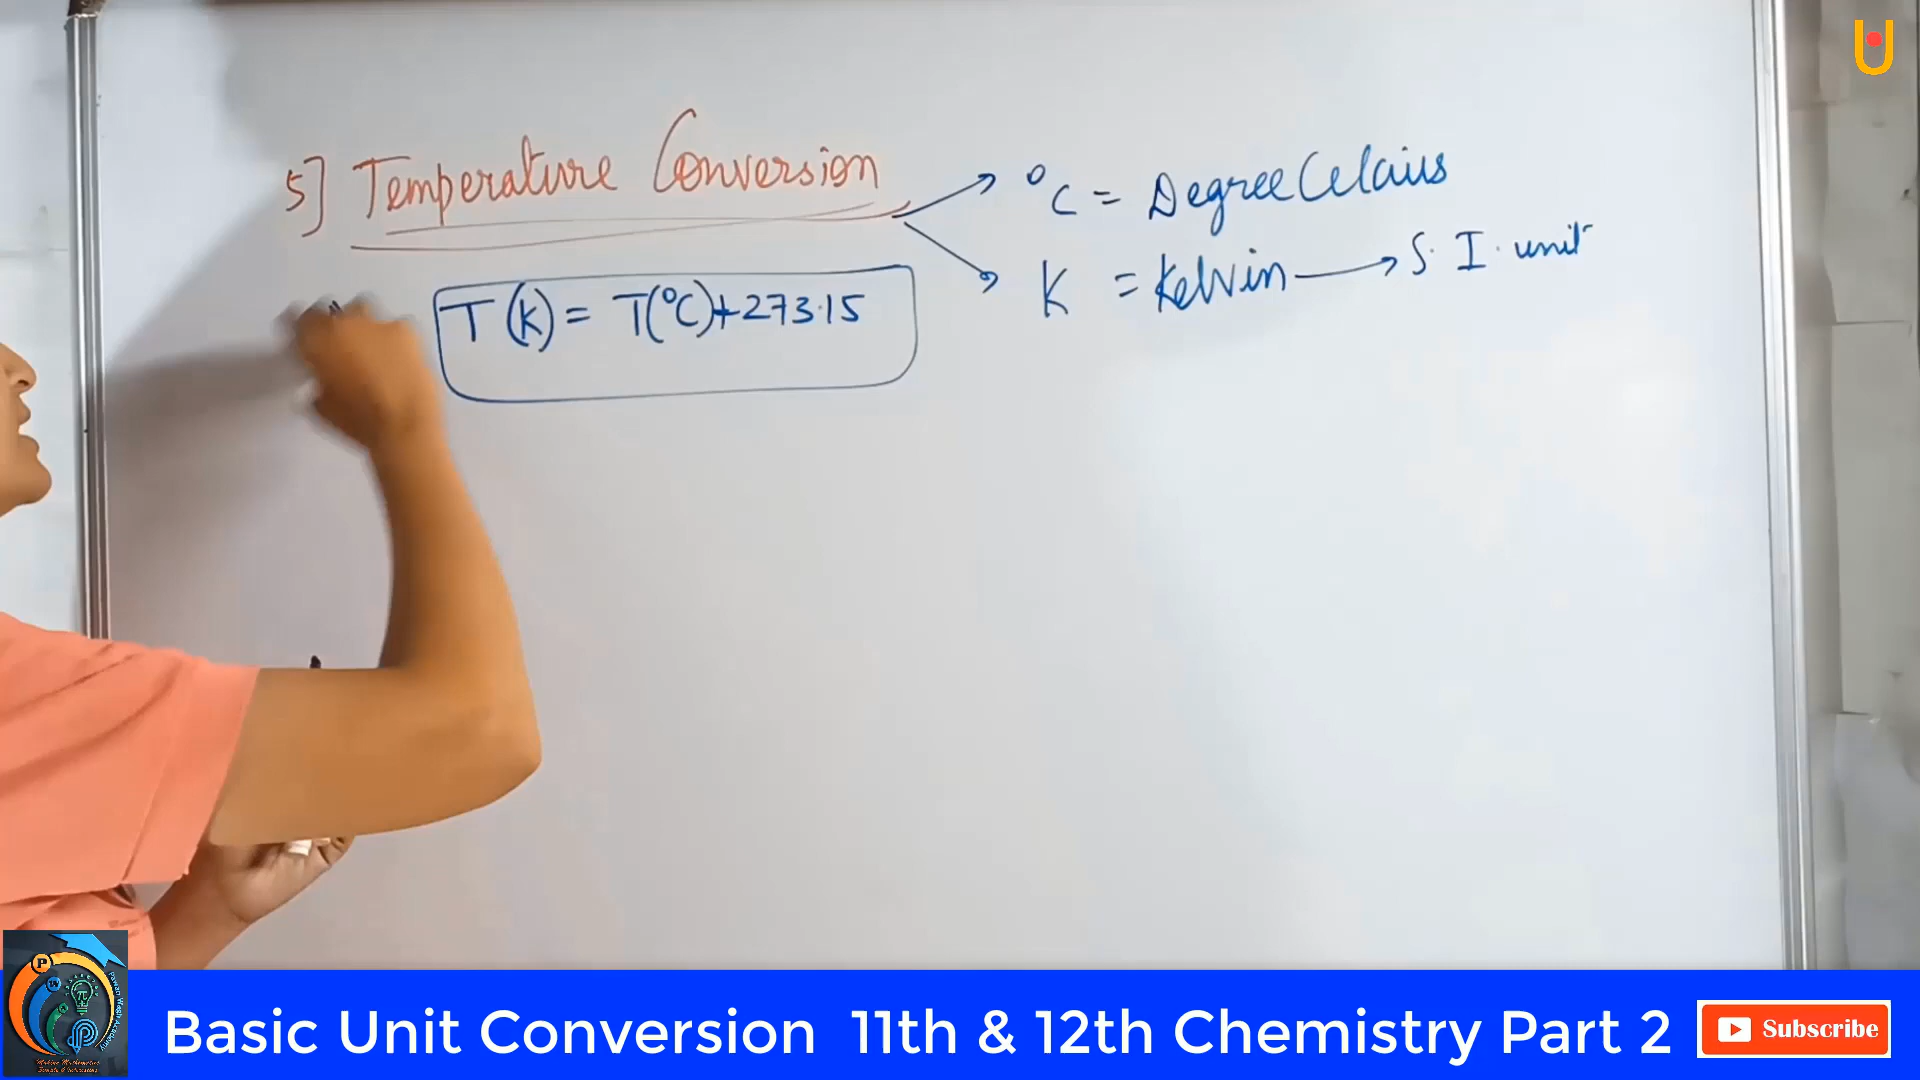 5] Temperature Conversion
°C = Degree Celcius
K = Kelvin → S.I. unit
T (K) = T(°C)+273.15
Basic Unit Conversion 11th & 12th Chemistry Part 2
Subscribe